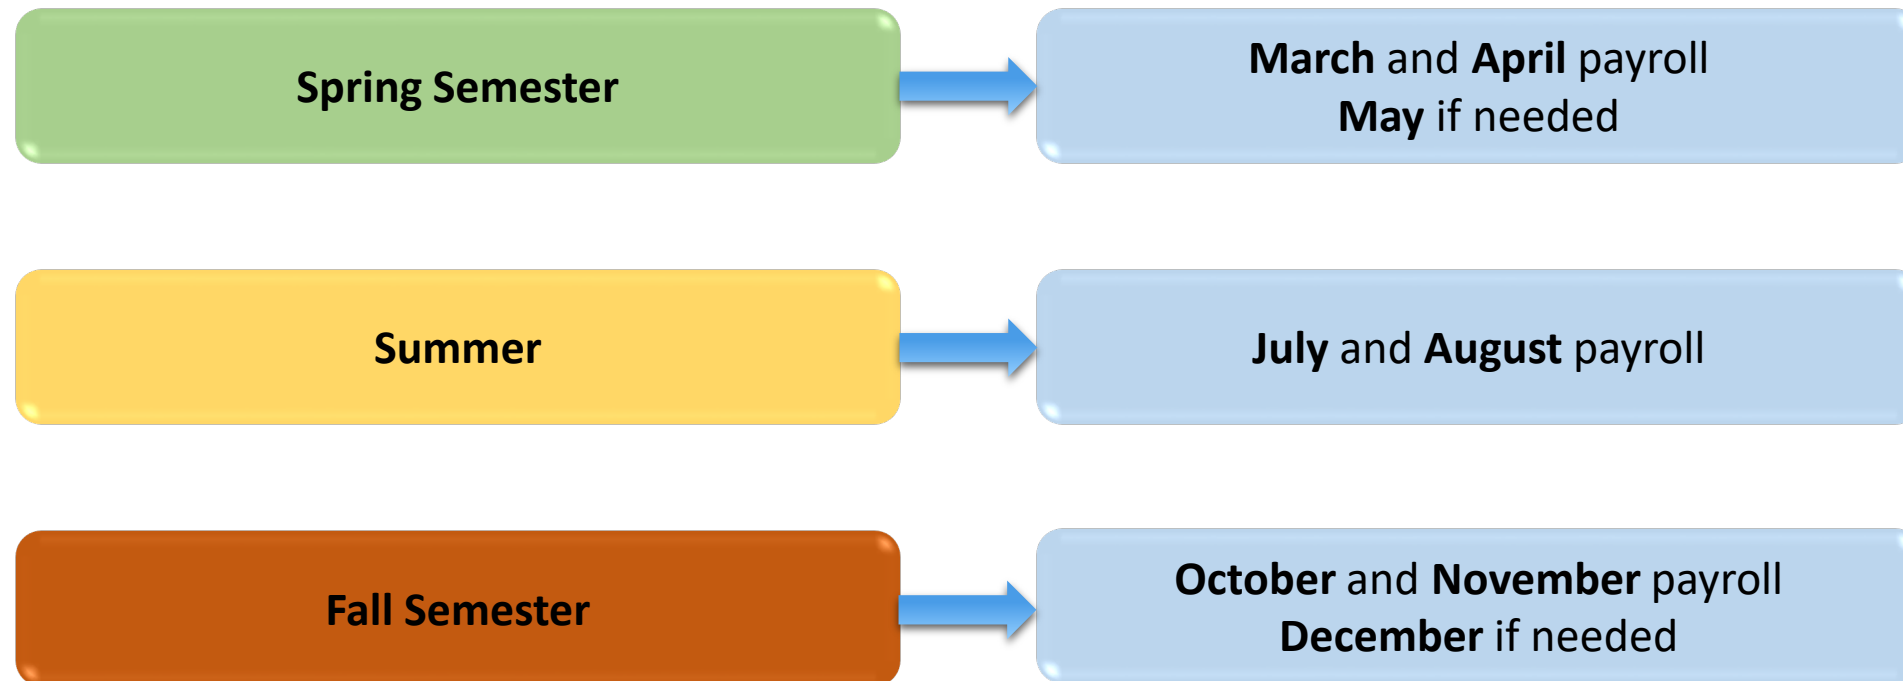 Spring Semester
March and April payroll
May if needed
Summer
July and August payroll
Fall Semester
October and November payroll
December if needed